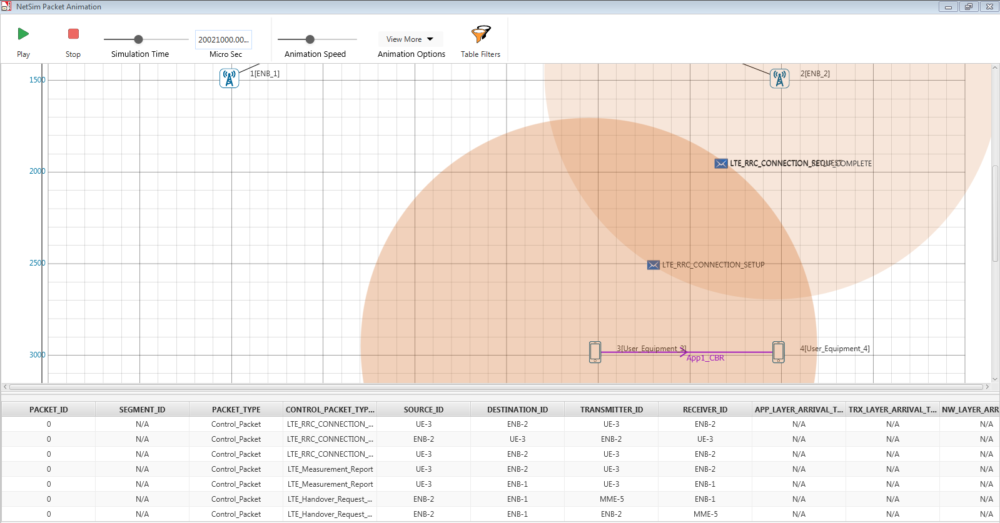 NetSim Packet Animation
20021000.00...
View More
Play
Stop
Simulation Time
Micro Sec
Animation Speed
Animation Options
Table Filters
1500
1[ENB_1]
2[ENB_2]
2000
LTE_RRC_CONNECTION_REQUEST
SETUP_COMPLETE
2500
LTE_RRC_CONNECTION_SETUP
3000
3[User_Equipment_3]
4[User_Equipment_4]
App1_CBR
PACKET_ID SEGMENT_ID PACKET_TYPE CONTROL_PACKET_TYP... SOURCE_ID DESTINATION_ID TRANSMITTER_ID RECEIVER_ID APP_LAYER_ARRIVAL_T... TRX_LAYER_ARRIVAL_T... NW_LAYER_ARR
0 N/A Control_Packet LTE_RRC_CONNECTION_... UE-3 ENB-2 UE-3 ENB-2 N/A N/A N/A
0 N/A Control_Packet LTE_RRC_CONNECTION_... ENB-2 UE-3 ENB-2 UE-3 N/A N/A N/A
0 N/A Control_Packet LTE_RRC_CONNECTION_... UE-3 ENB-2 UE-3 ENB-2 N/A N/A N/A
0 N/A Control_Packet LTE_Measurement_Report UE-3 ENB-2 UE-3 ENB-2 N/A N/A N/A
0 N/A Control_Packet LTE_Measurement_Report UE-3 ENB-1 UE-3 ENB-1 N/A N/A N/A
0 N/A Control_Packet LTE_Handover_Request_... ENB-2 ENB-1 MME-5 ENB-1 N/A N/A N/A
0 N/A Control_Packet LTE_Handover_Request_... ENB-2 ENB-1 ENB-2 MME-5 N/A N/A N/A